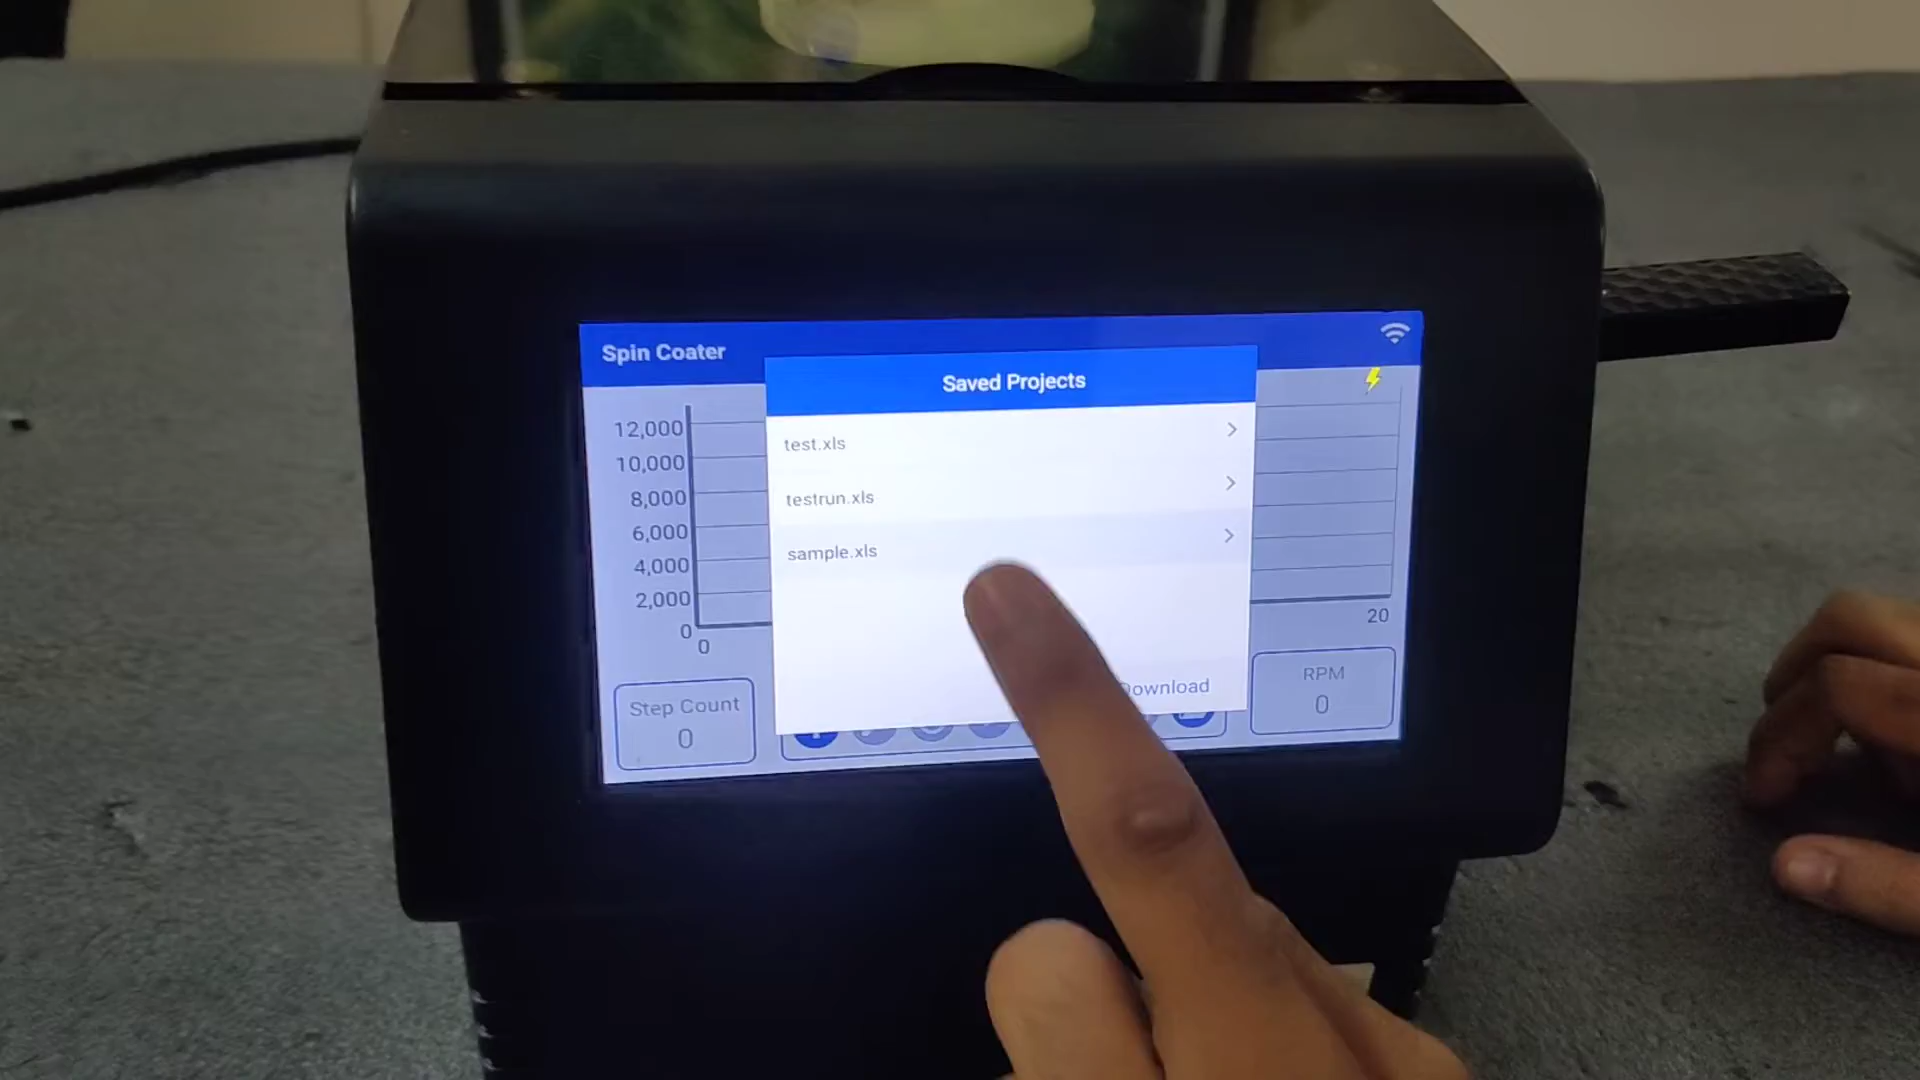 Spin Coater
Saved Projects
test.xls
testrun.xls
sample.xls
Download
12,000
10,000
8,000
6,000
4,000
2,000
0
0
20
Step Count
0
RPM
0